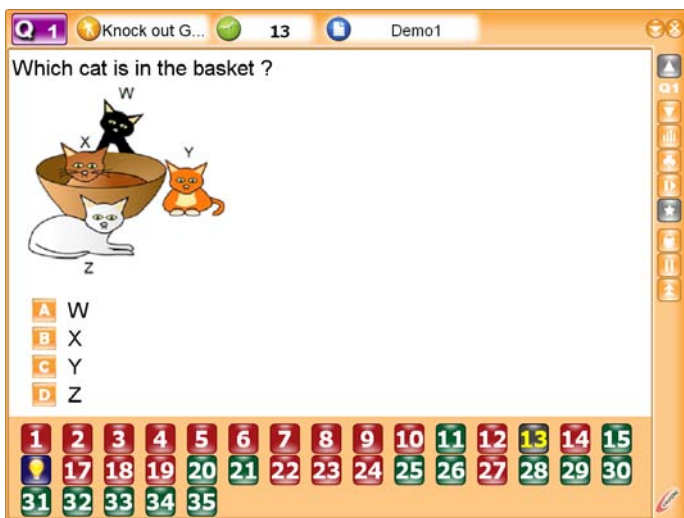 Q 1 Knock out G... 13 Demo1
Which cat is in the basket ?
W
X
Y
Z
Q1
A W
B X
C Y
D Z
1 2 3 4 5 6 7 8 9 10 11 12 13 14 15
17 18 19 20 21 22 23 24 25 26 27 28 29 30
31 32 33 34 35